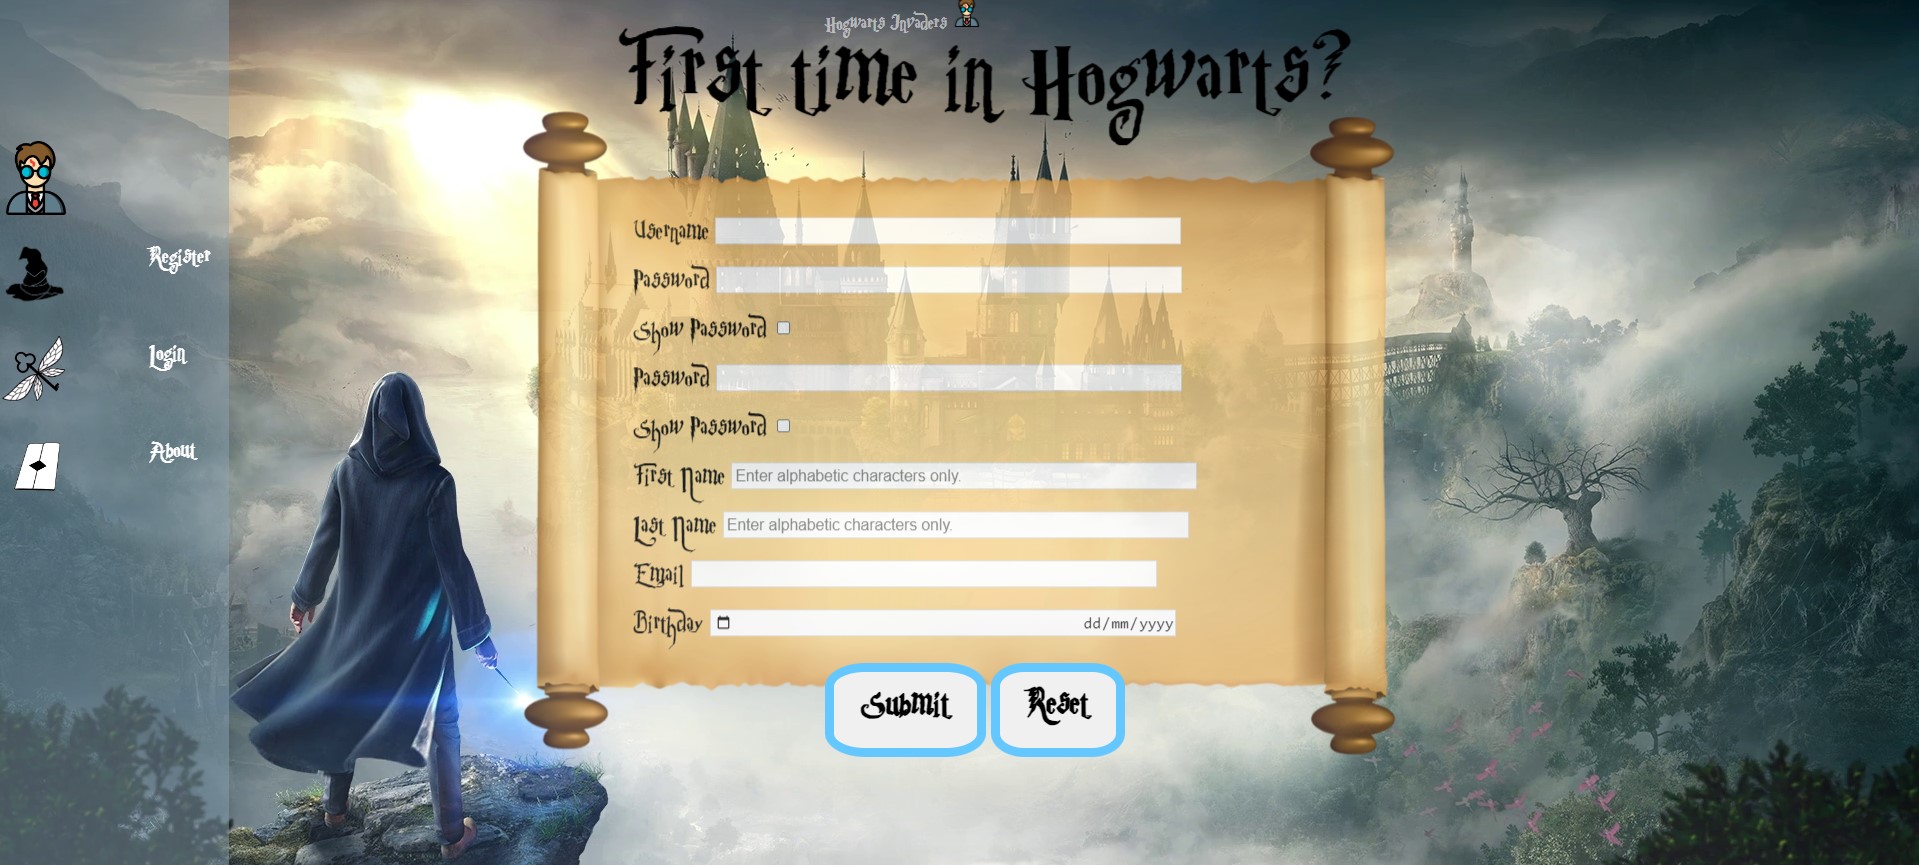 Hogwarts Invaders
First time in Hogwarts?
Register
Login
About
Username
Password
Show Password
Password
Show Password
First Name Enter alphabetic characters only.
Last Name Enter alphabetic characters only.
Email
Birthday dd/mm/yyyy
Submit Reset